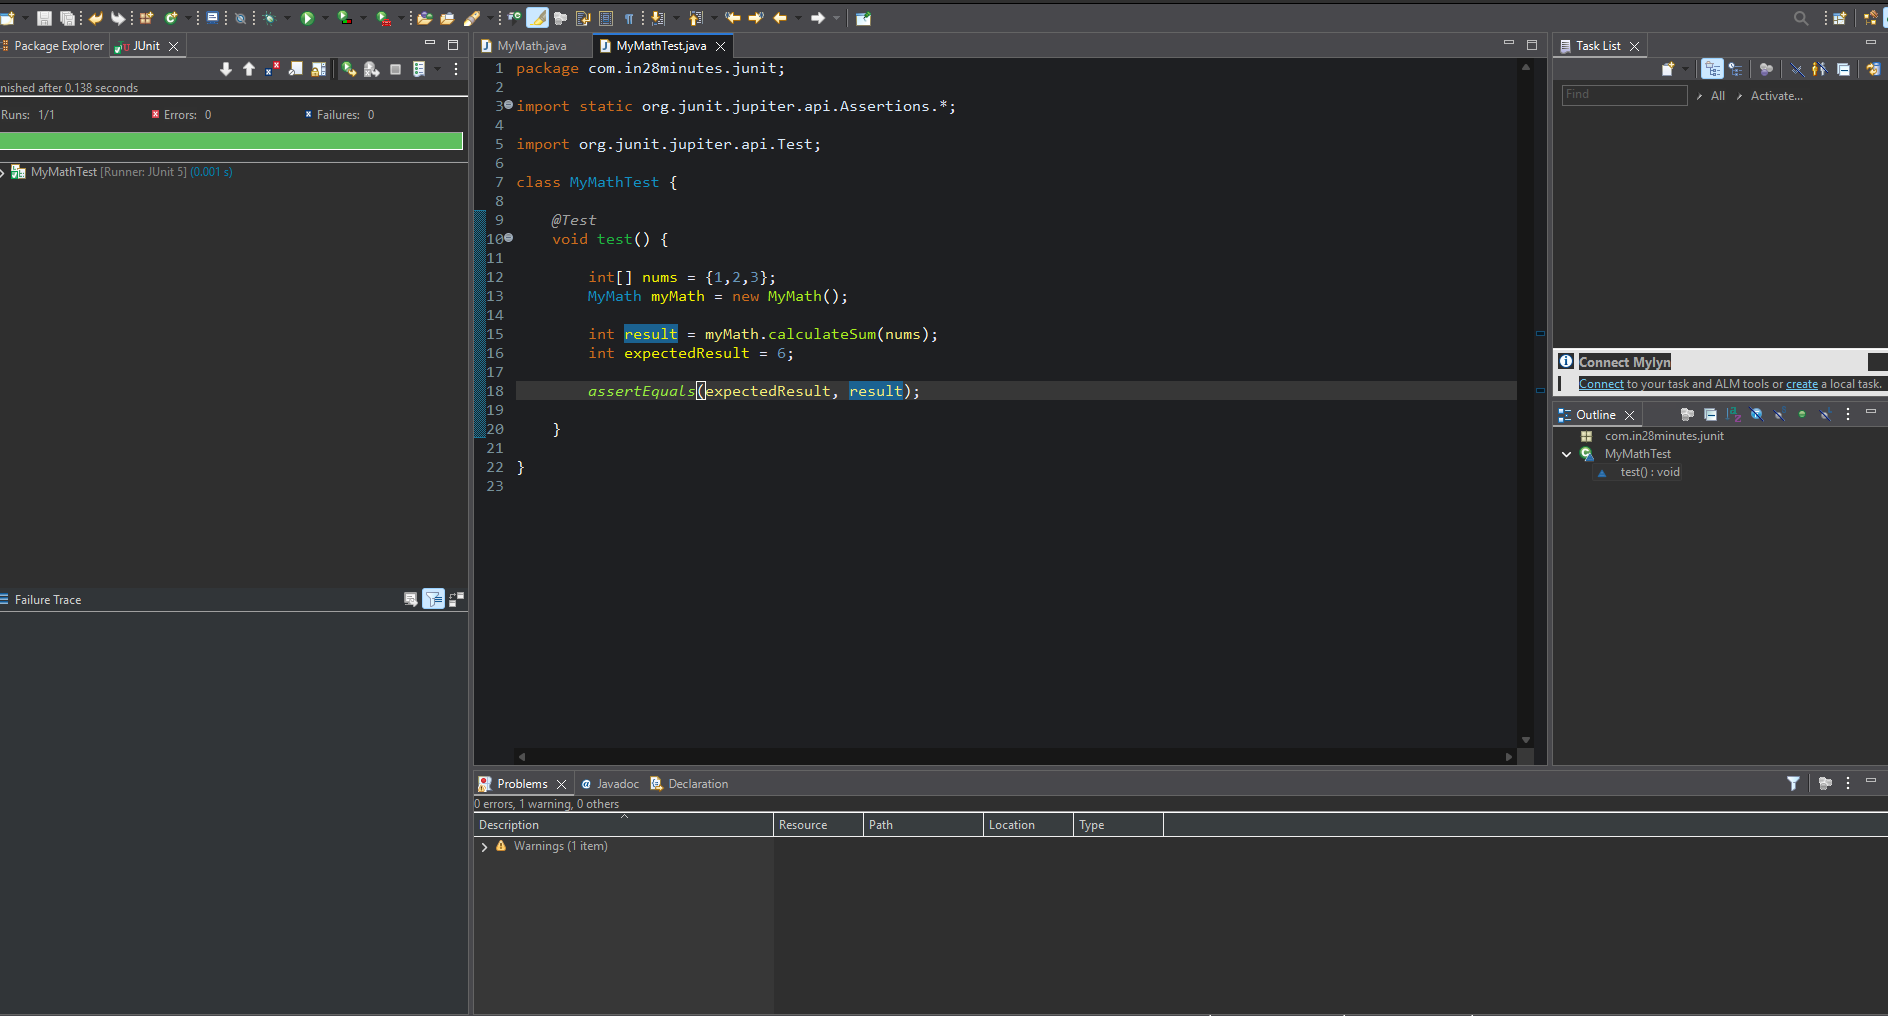 Package Explorer
JUnit
nished after 0.138 seconds
Runs: 1/1
Errors: 0
Failures: 0
MyMathTest [Runner: JUnit 5] (0.001 s)
Failure Trace
MyMath.java
MyMathTest.java
1 package com.in28minutes.junit;
2
3 import static org.junit.jupiter.api.Assertions.*;
4
5 import org.junit.jupiter.api.Test;
6
7 class MyMathTest {
8
9 @Test
10 void test() {
11
12 int[] nums = {1,2,3};
13 MyMath myMath = new MyMath();
14
15 int result = myMath.calculateSum(nums);
16 int expectedResult = 6;
17
18 assertEquals(expectedResult, result);
19
20 }
21
22 }
23
Problems
Javadoc
Declaration
0 errors, 1 warning, 0 others
Description Resource Path Location Type
Warnings (1 item)
Task List
Find
All
Activate...
Connect Mylyn
Connect to your task and ALM tools or create a local task.
Outline
com.in28minutes.junit
MyMathTest
test() : void